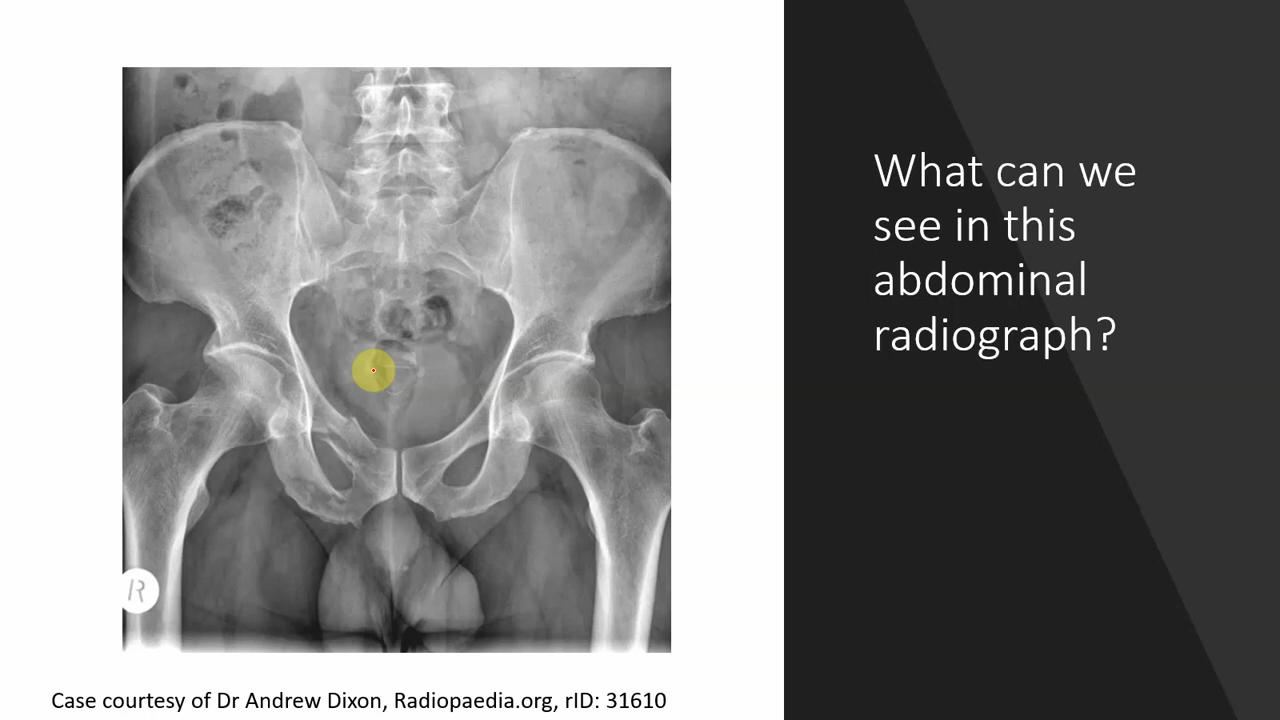 What can we
see in this
abdominal
radiograph?
R
Case courtesy of Dr Andrew Dixon, Radiopaedia.org, rID: 31610